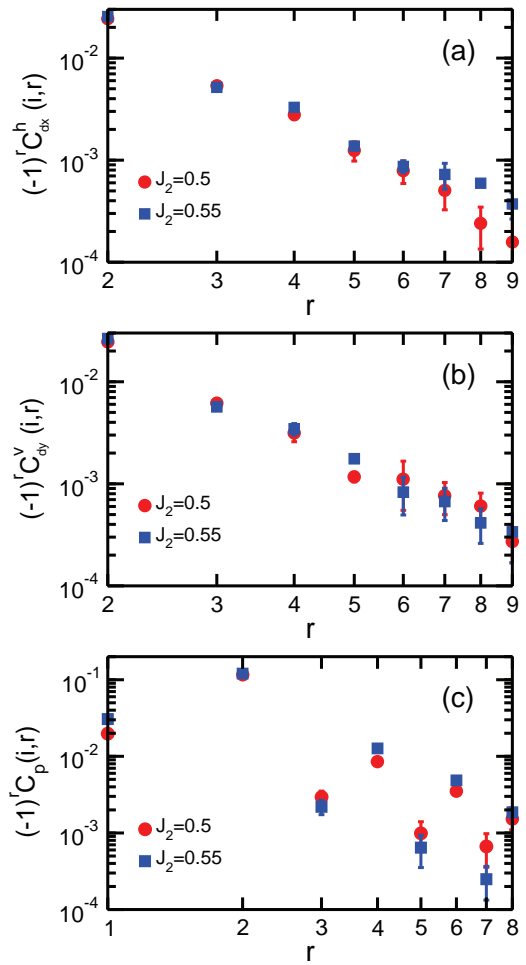 (a)
10⁻²
10⁻³
10⁻⁴
(-1)ʳCʰdx (i,r)
J₂=0.5
J₂=0.55
2 3 4 5 6 7 8 9
r
(b)
10⁻²
10⁻³
10⁻⁴
(-1)ʳCᵛdy (i,r)
J₂=0.5
J₂=0.55
2 3 4 5 6 7 8 9
r
(c)
10⁻¹
10⁻²
10⁻³
10⁻⁴
(-1)ʳCₚ(i,r)
J₂=0.5
J₂=0.55
1 2 3 4 5 6 7 8
r